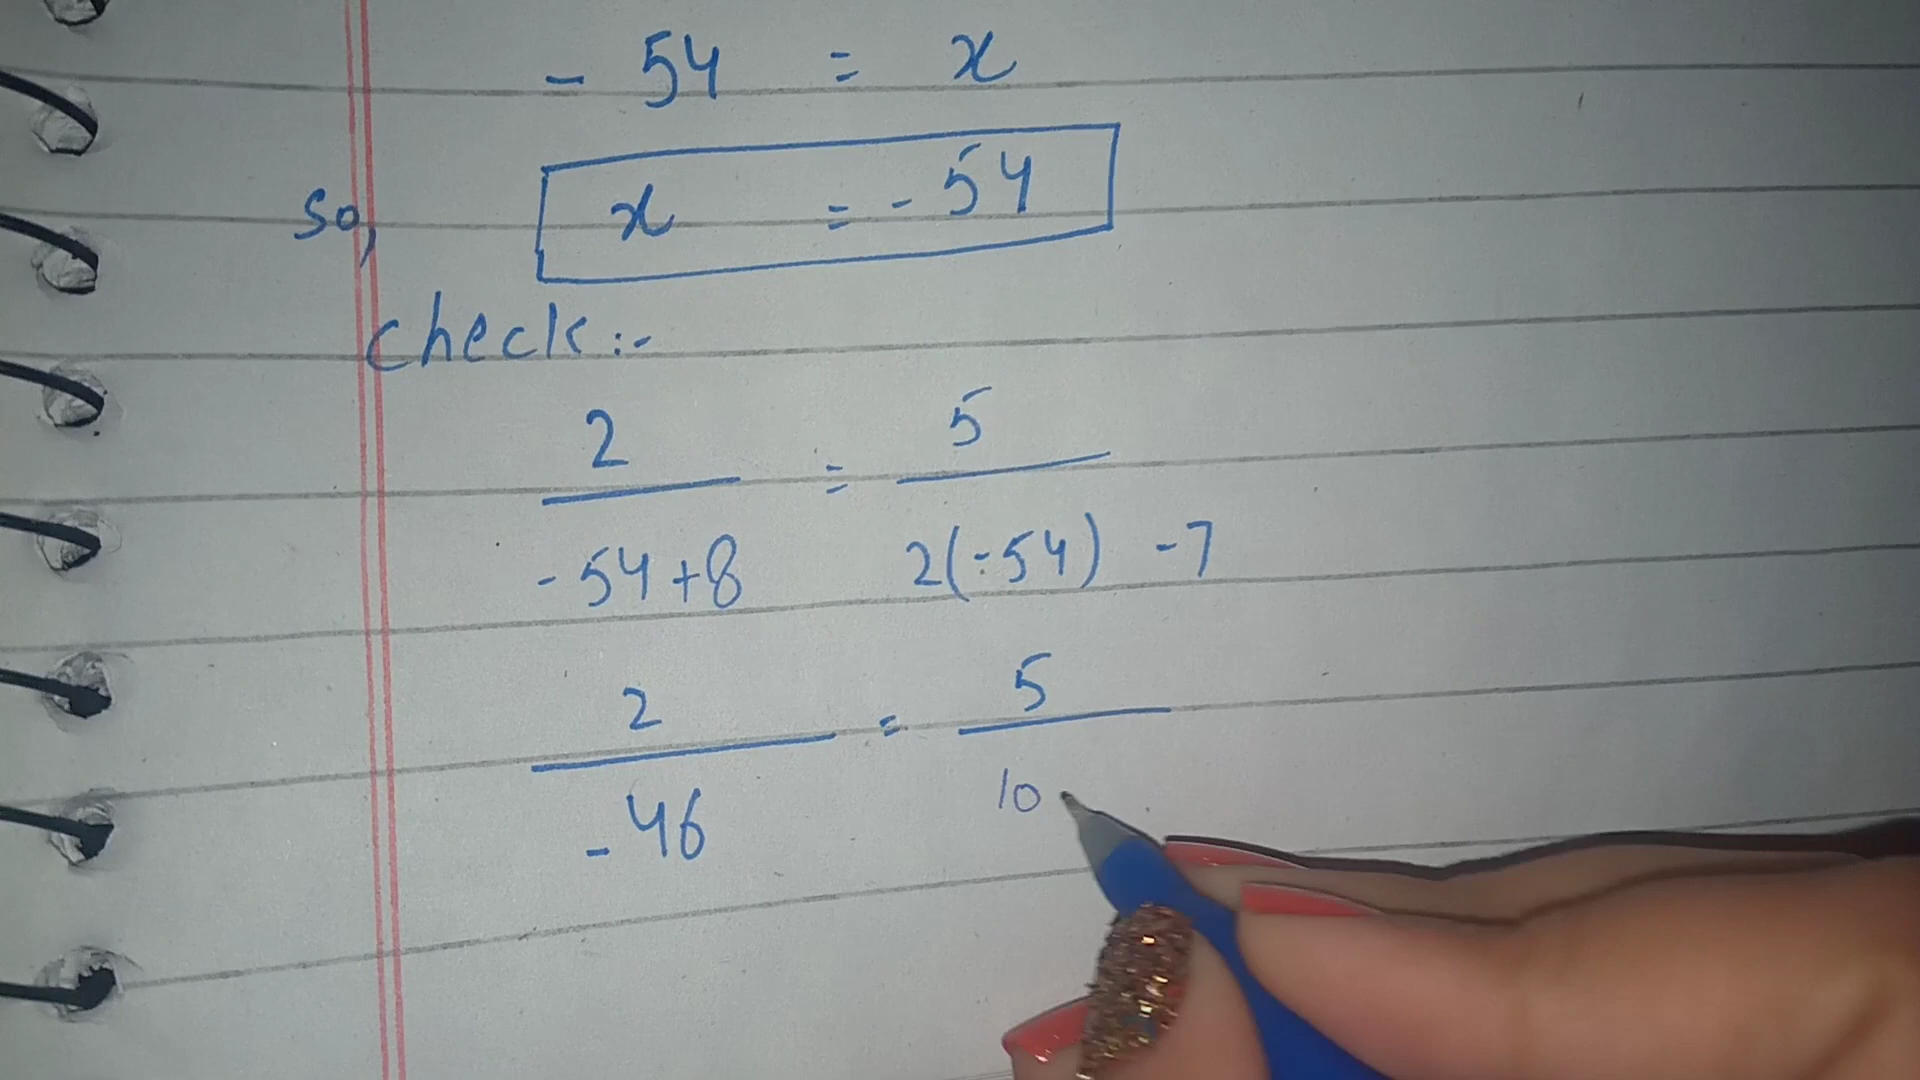 - 54 = x
so, x = - 54
check :-
2 = 5
-54+8 2(-54) -7
2 = 5
-46 10